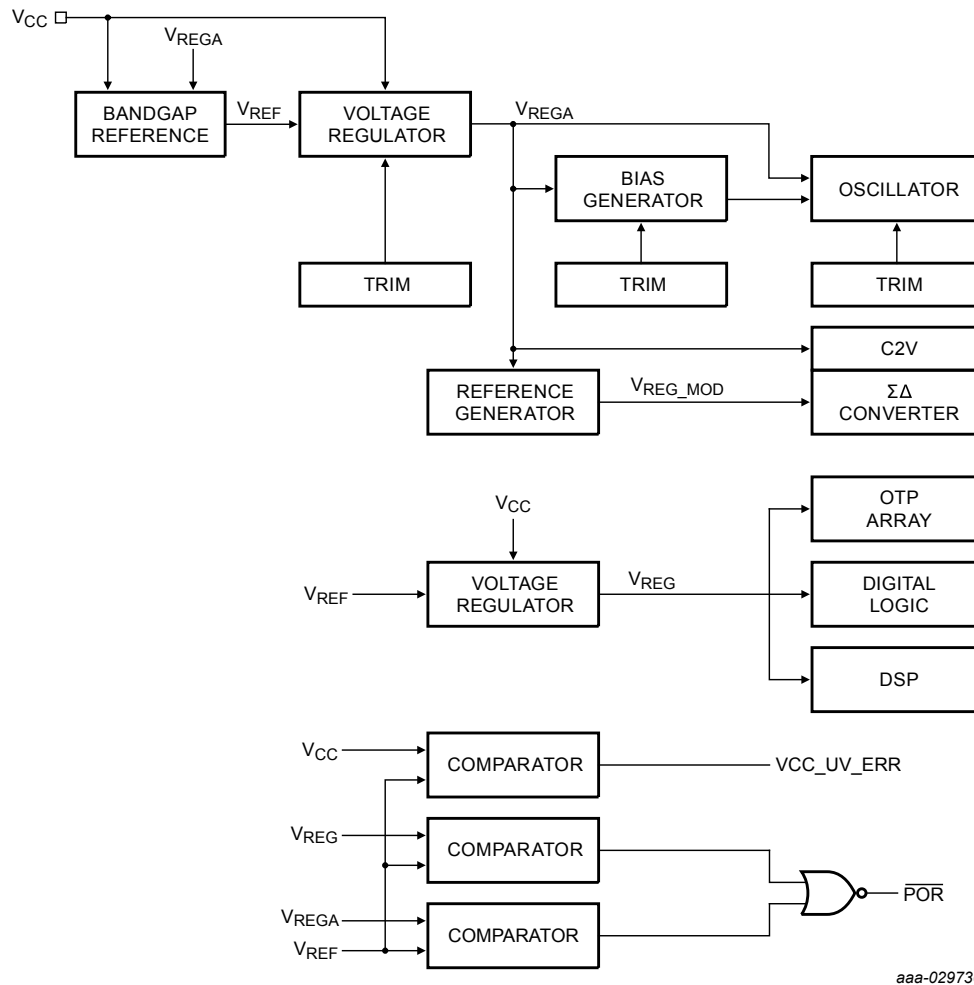 VCC
VREGA
BANDGAP
REFERENCE
VREF
VOLTAGE
REGULATOR
VREGA
BIAS
GENERATOR
OSCILLATOR
TRIM
TRIM
TRIM
C2V
REFERENCE
GENERATOR
VREG_MOD
ΣΔ
CONVERTER
VCC
OTP
ARRAY
VREF
VOLTAGE
REGULATOR
VREG
DIGITAL
LOGIC
DSP
VCC
COMPARATOR
VCC_UV_ERR
VREG
COMPARATOR
POR
VREGA
VREF
COMPARATOR
aaa-02973